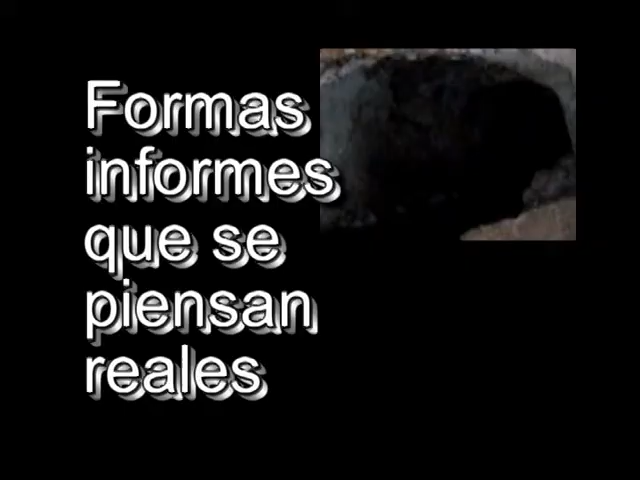 Formas
informes
que se
piensan
reales